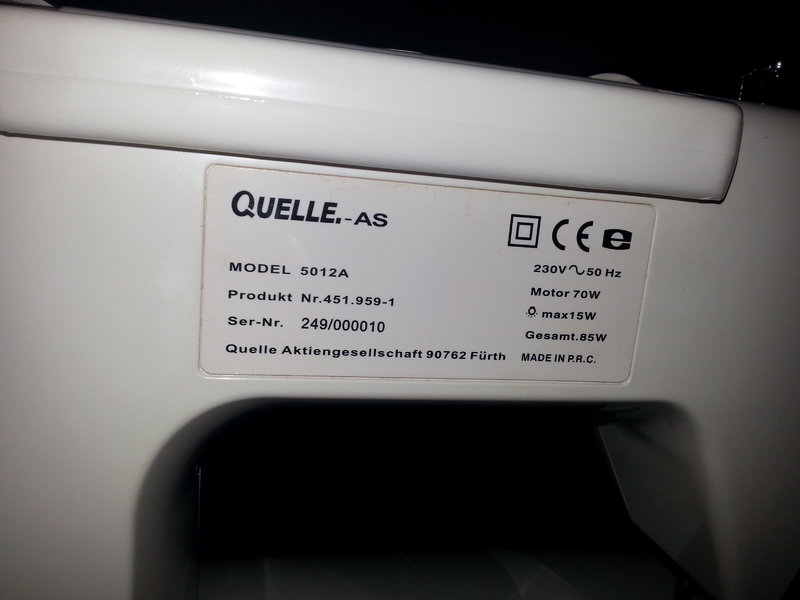 QUELLE.-AS
MODEL 5012A
Produkt Nr.451.959-1
Ser-Nr. 249/000010
Quelle Aktiengesellschaft 90762 Fürth
CE e
230V~50 Hz
Motor 70W
max15W
Gesamt.85W
MADE IN P.R.C.